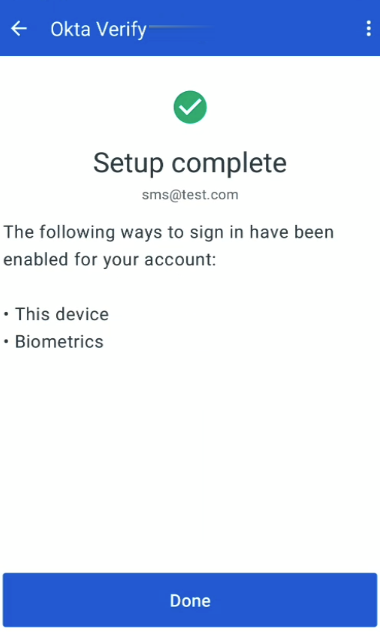 Okta Verify
Setup complete
sms@test.com
The following ways to sign in have been
enabled for your account:
• This device
• Biometrics
Done